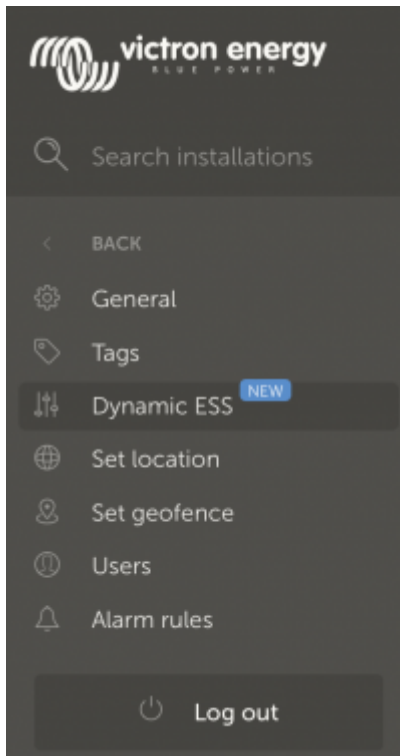 victron energy
BLUE POWER
Search installations
BACK
General
Tags
Dynamic ESS NEW
Set location
Set geofence
Users
Alarm rules
Log out